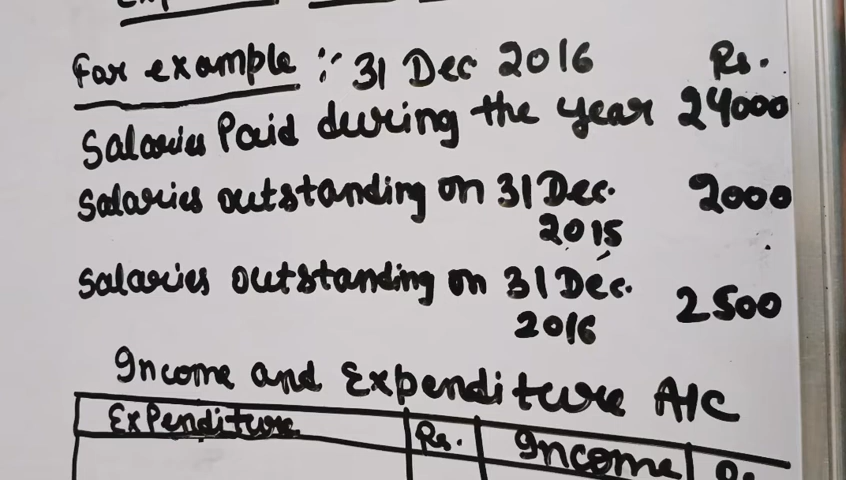 For example :- 31 Dec 2016 Rs.
Salaries Paid during the year 24000
Salaries outstanding on 31 Dec. 2000
2015
Salaries outstanding on 31 Dec. 2500
2016
Income and Expenditure A/C
Expenditure Rs. Income